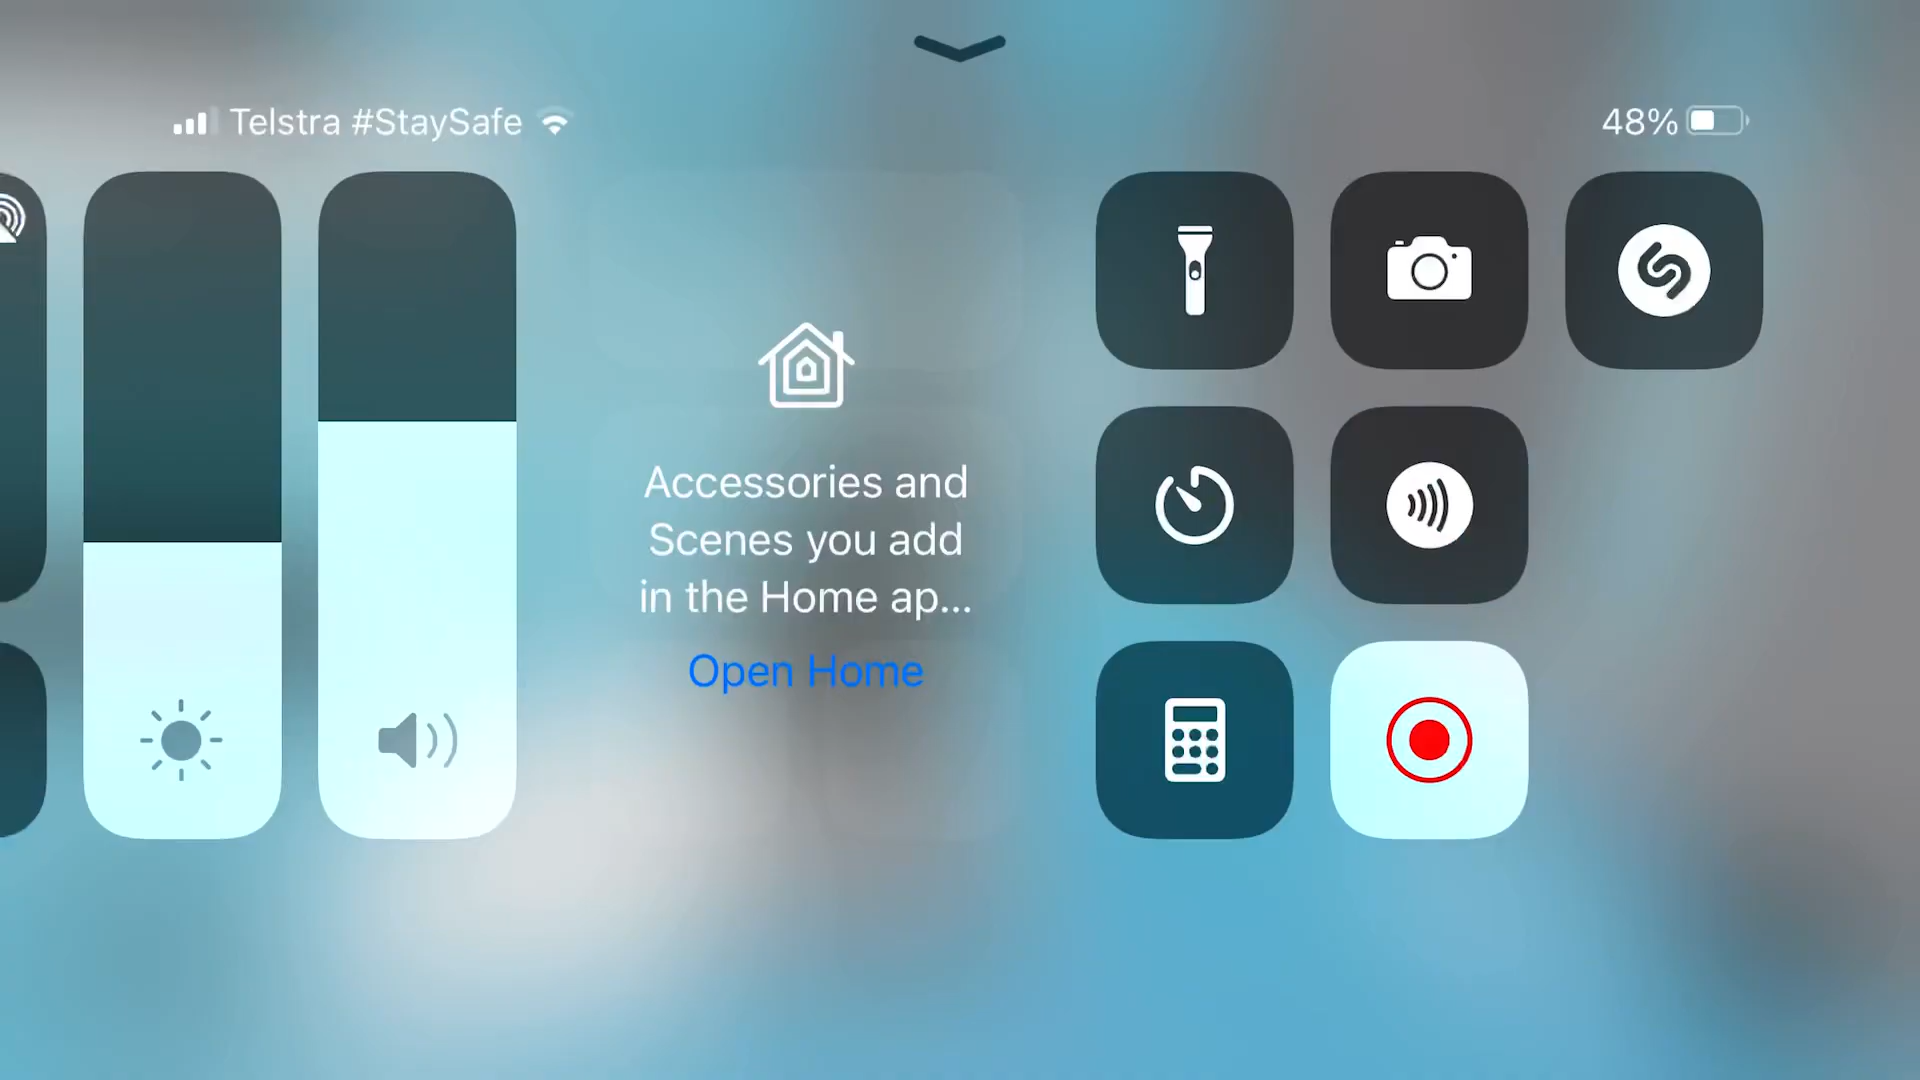 Telstra #StaySafe
48%
Accessories and
Scenes you add
in the Home ap...
Open Home